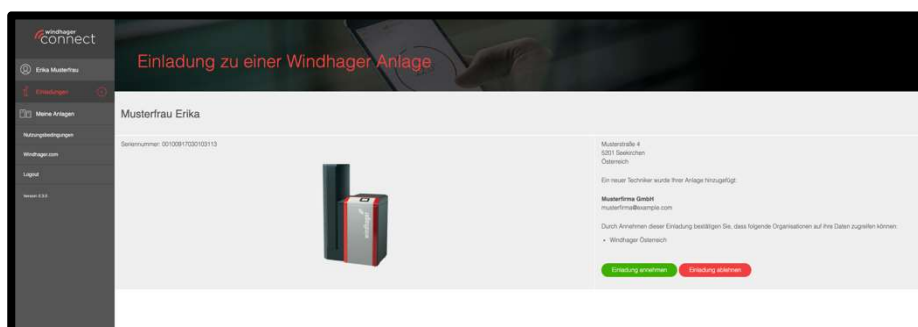 windhager
connect
Erika Musterfrau
Einladungen
Meine Anlagen
Nutzungsbedingungen
Windhager.com
Logout
Einladung zu einer Windhager Anlage
Musterfrau Erika
Seriennummer: 00100917030103113
windhager
Musterstraße 4
5201 Seekirchen
Österreich
Ein neuer Techniker wurde Ihrer Anlage hinzugefügt:
Musterfirma GmbH
musterfirma@example.com
Durch Annehmen dieser Einladung bestätigen Sie, dass folgende Organisationen auf ihre Daten zugreifen können:
• Windhager Österreich
Einladung annehmen
Einladung ablehnen